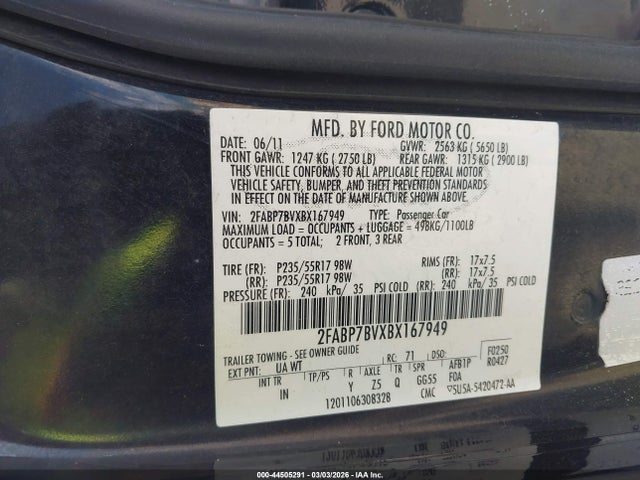 MFD. BY FORD MOTOR CO.
DATE: 06/11 GVWR: 2563 KG ( 5650 LB)
FRONT GAWR: 1247 KG ( 2750 LB) REAR GAWR: 1315 KG ( 2900 LB)
THIS VEHICLE CONFORMS TO ALL APPLICABLE FEDERAL MOTOR
VEHICLE SAFETY, BUMPER, AND THEFT PREVENTION STANDARDS
IN EFFECT ON THE DATE OF MANUFACTURE SHOWN ABOVE.
VIN: 2FABP7BVXBX167949 TYPE: Passenger Car
MAXIMUM LOAD = OCCUPANTS + LUGGAGE = 498KG/1100LB
OCCUPANTS: 5 TOTAL; 2 FRONT, 3 REAR
TIRE (FR): P235/55R17 98W RIMS (FR): 17x7.5
(RR): P235/55R17 98W (RR): 17x7.5
PRESSURE (FR): 240 kPa/ 35 PSI COLD (RR): 240 kPa/ 35 PSI COLD
2FABP7BVXBX167949
TRAILER TOWING - SEE OWNER GUIDE
EXT PNT: UA WT RC: 71 DSO: F0250
INT TR TP/PS R AXLE TR SPR AFB1P R0427
IN Y Z5 Q GG55 FOA
1201106308328 CMC ▽5U5A-5420472-AA
000-44505291 - 03/03/2026 - IAAI Corporate